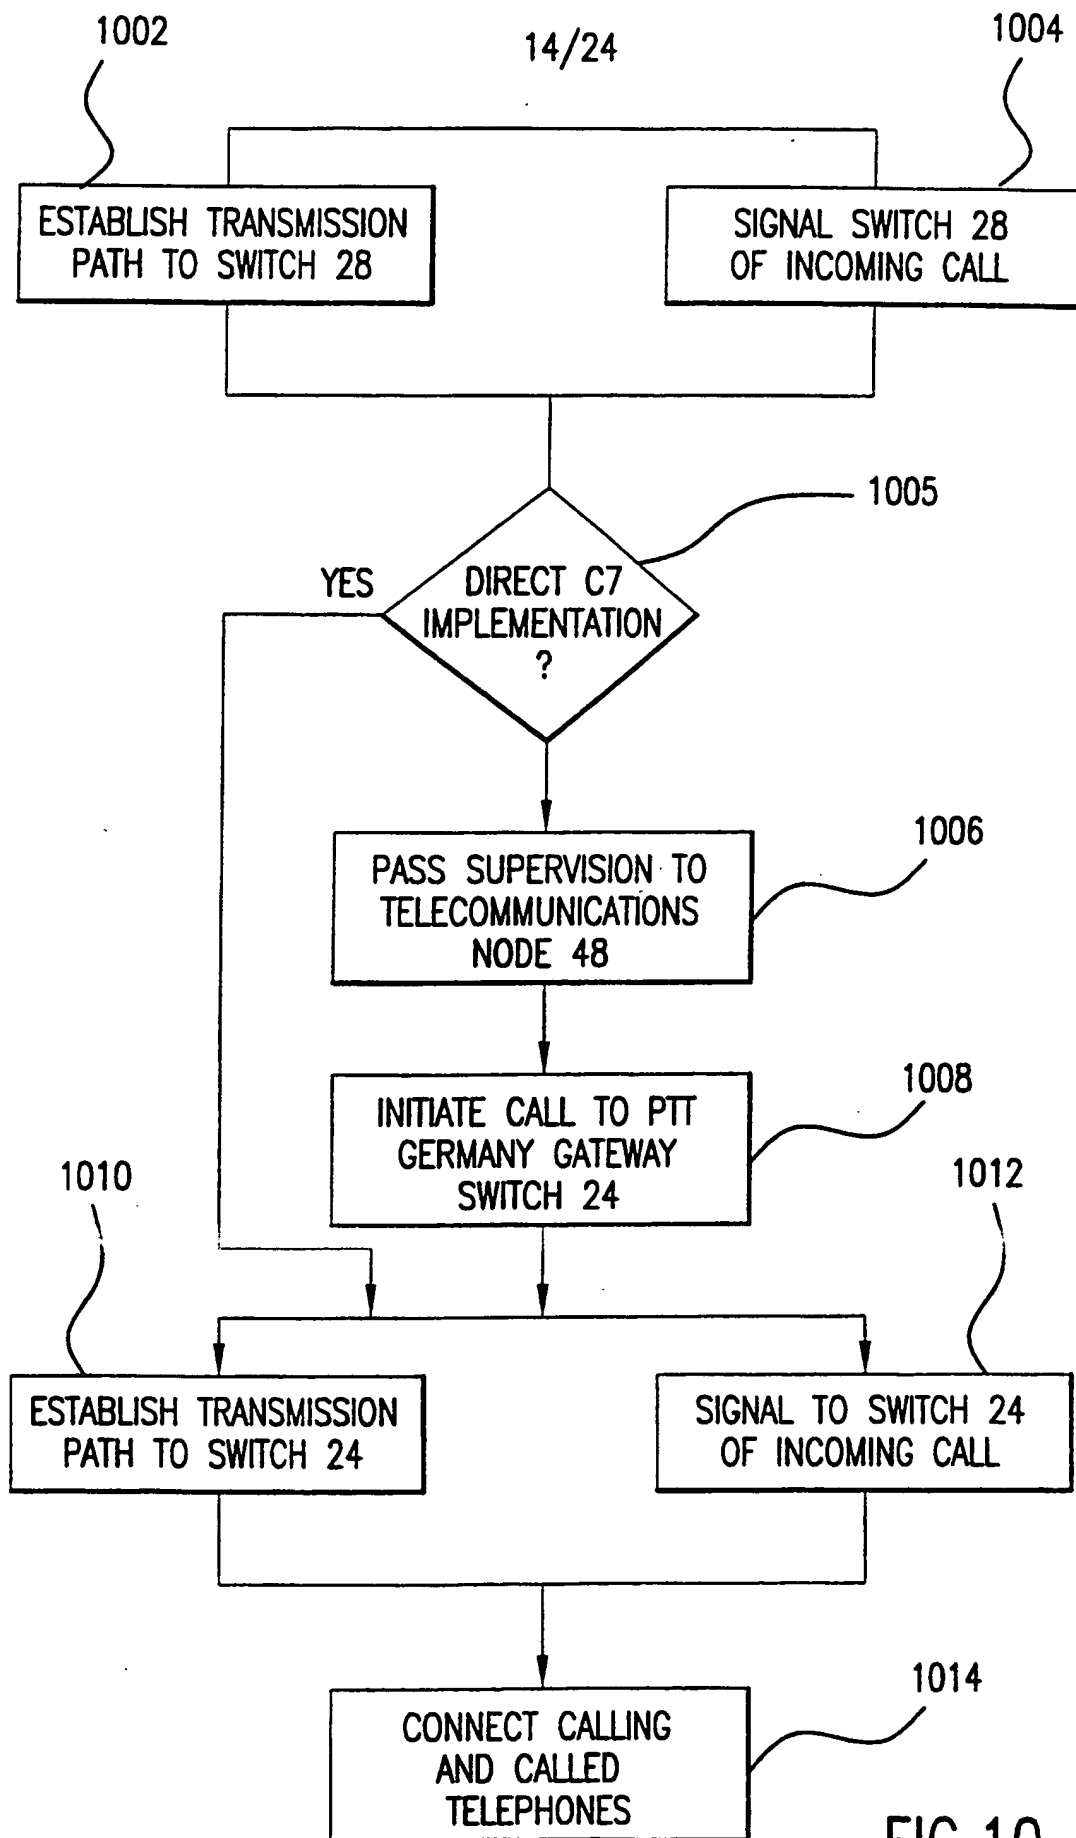 1002
14/24
1004
ESTABLISH TRANSMISSION
PATH TO SWITCH 28
SIGNAL SWITCH 28
OF INCOMING CALL
1005
YES
DIRECT C7
IMPLEMENTATION
?
1006
PASS SUPERVISION TO
TELECOMMUNICATIONS
NODE 48
1008
INITIATE CALL TO PTT
GERMANY GATEWAY
SWITCH 24
1010
1012
ESTABLISH TRANSMISSION
PATH TO SWITCH 24
SIGNAL TO SWITCH 24
OF INCOMING CALL
1014
CONNECT CALLING
AND CALLED
TELEPHONES
FIG.10